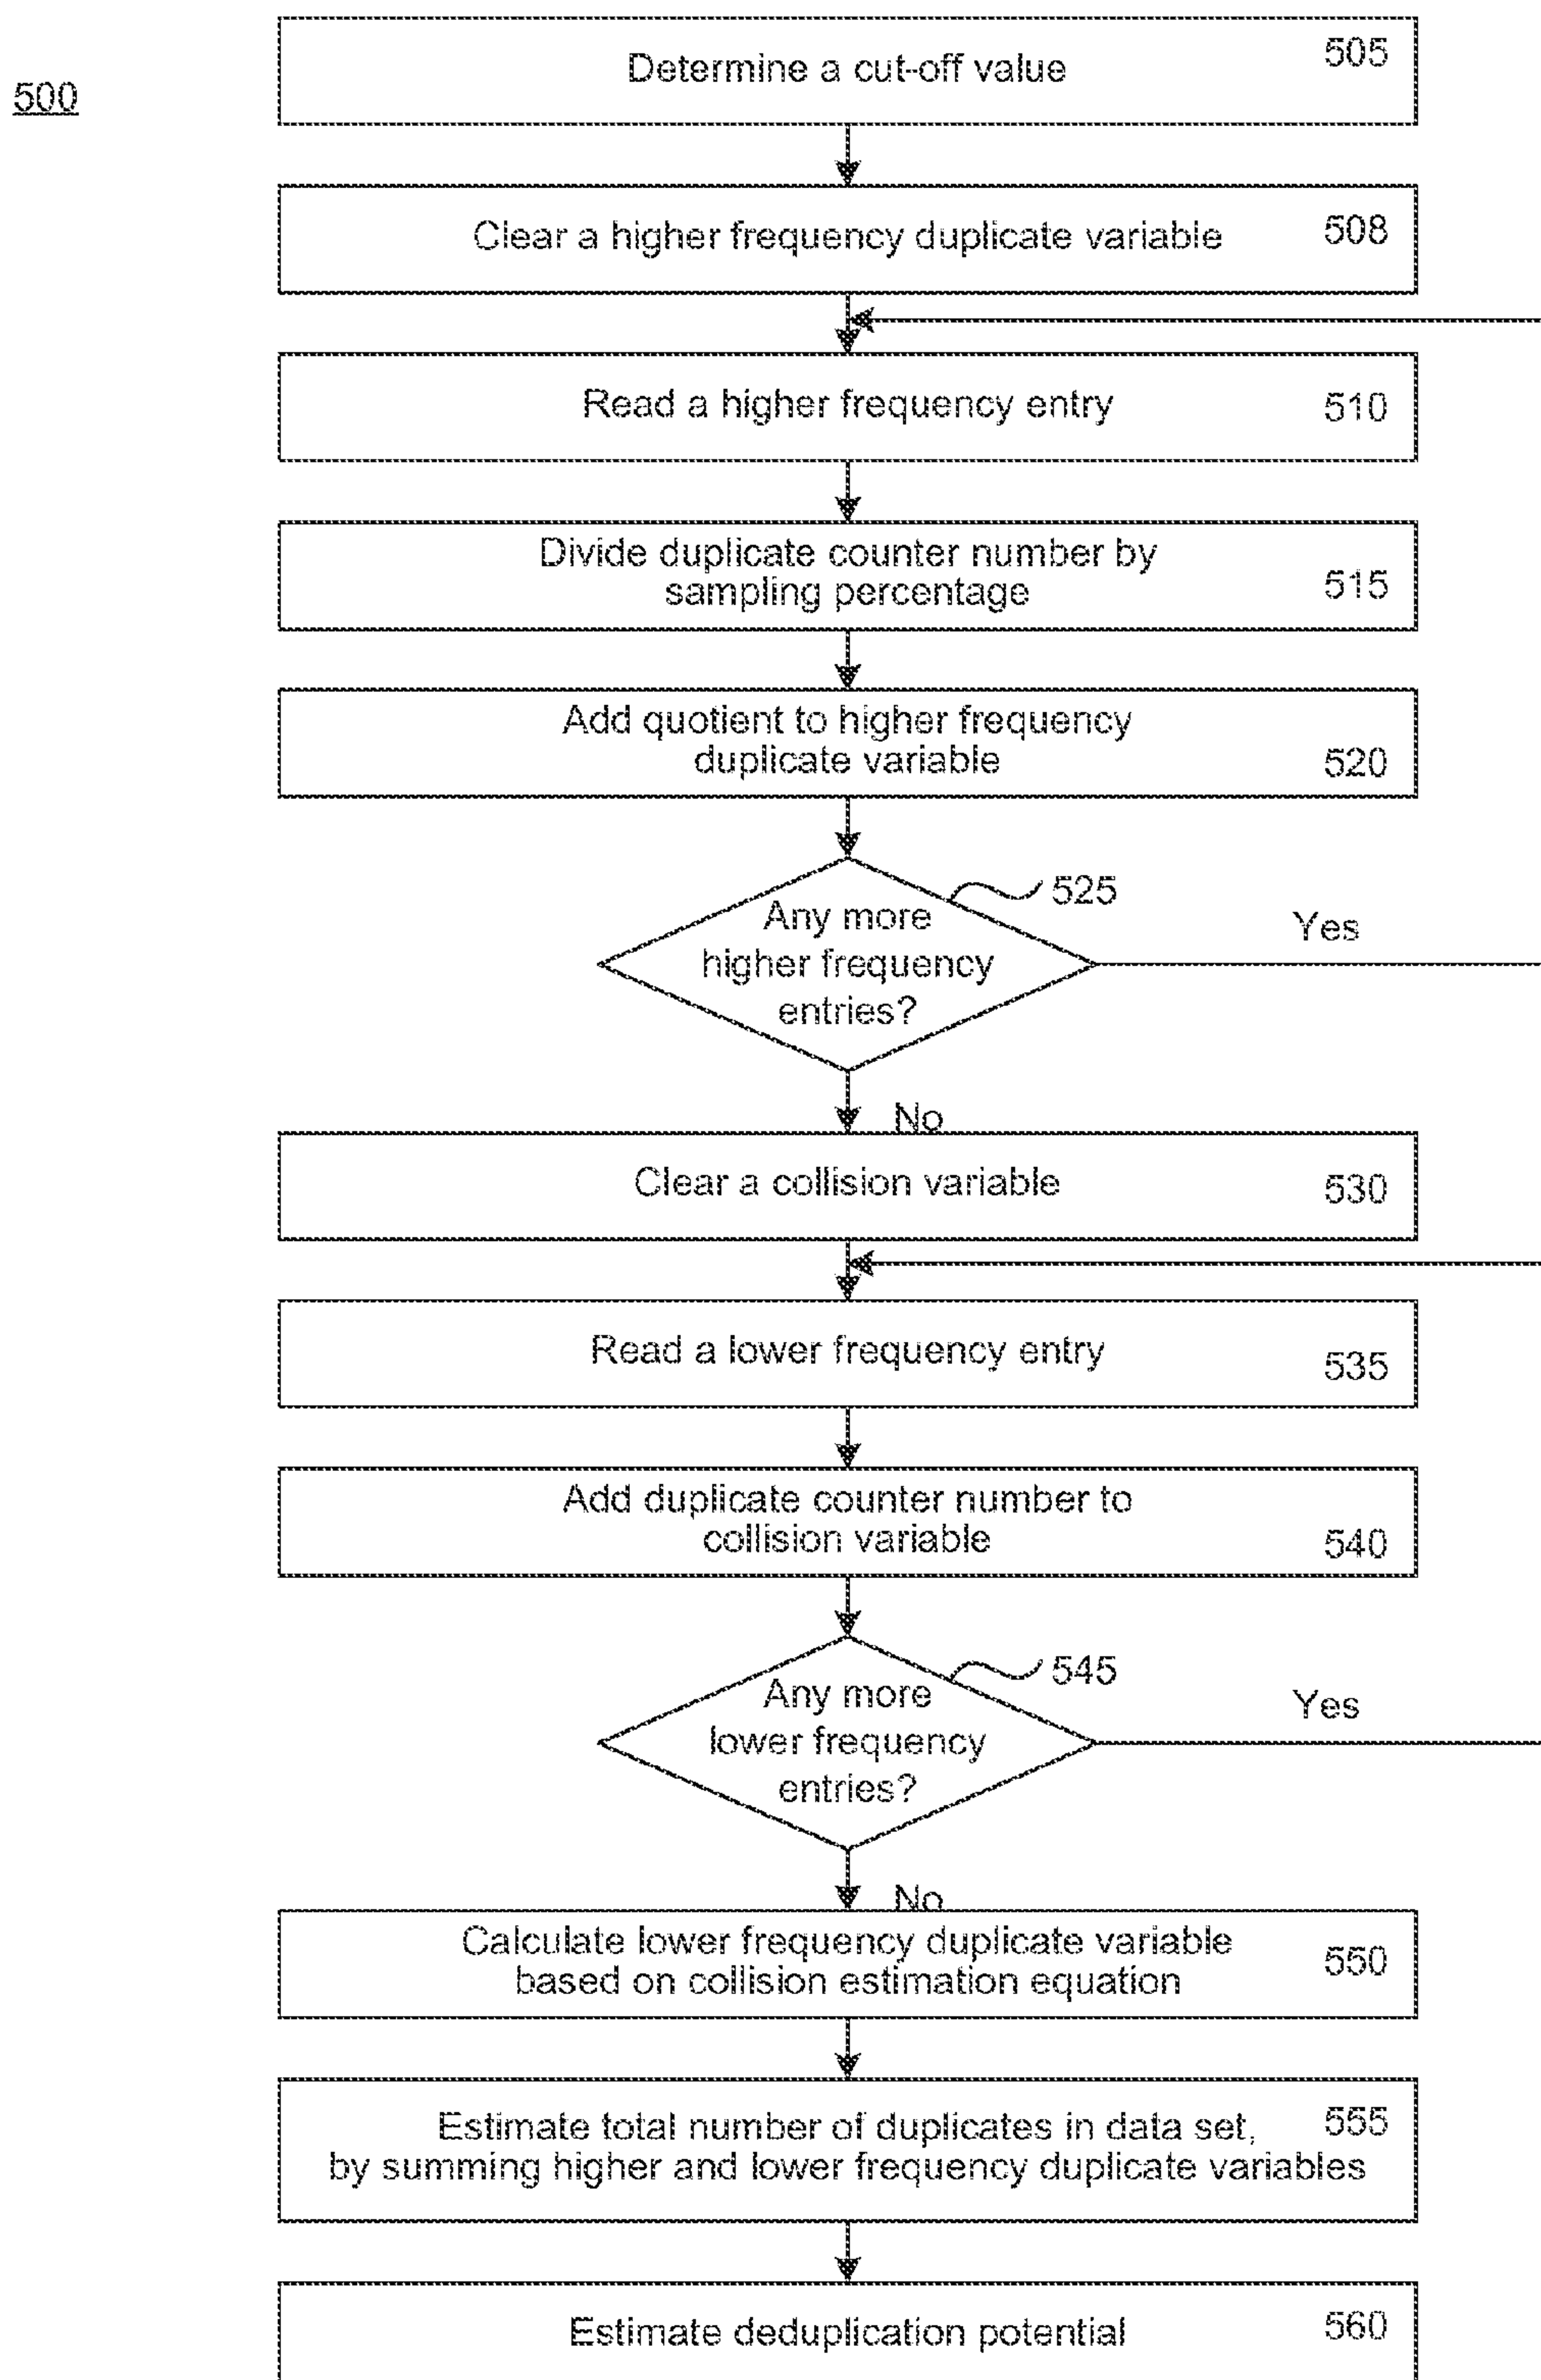 500
Determine a cut-off value
505
Clear a higher frequency duplicate variable
508
Read a higher frequency entry
510
Divide duplicate counter number by
sampling percentage
515
Add quotient to higher frequency
duplicate variable
520
525
Any more
higher frequency
entries?
Yes
No
Clear a collision variable
530
Read a lower frequency entry
535
Add duplicate counter number to
collision variable
540
545
Any more
lower frequency
entries?
Yes
No
Calculate lower frequency duplicate variable
based on collision estimation equation
550
Estimate total number of duplicates in data set,
555
by summing higher and lower frequency duplicate variables
Estimate deduplication potential
560